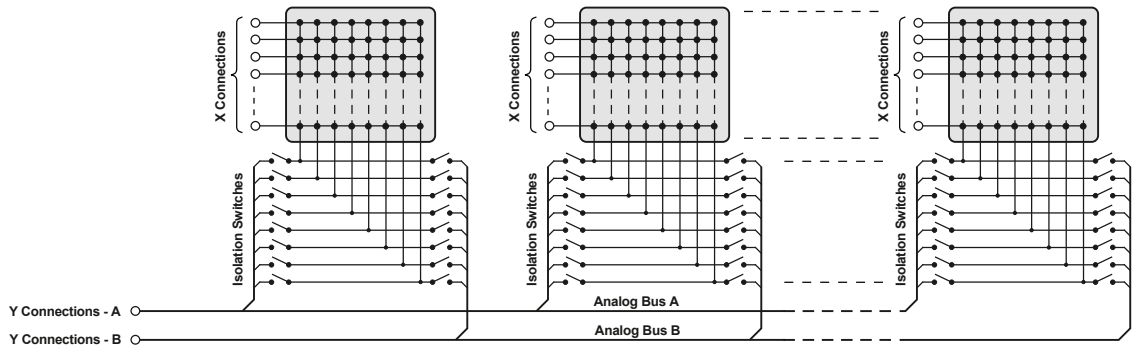 X Connections
X Connections
X Connections
Isolation Switches
Isolation Switches
Isolation Switches
Analog Bus A
Y Connections - A
Analog Bus B
Y Connections - B